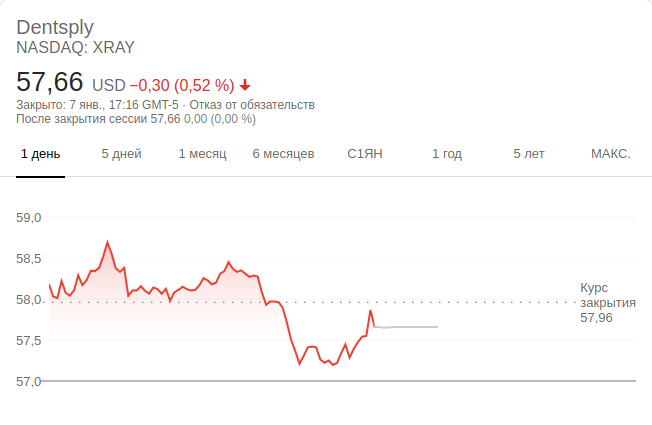 Dentsply
NASDAQ: XRAY
57,66 USD −0,30 (0,52 %)
Закрыто: 7 янв., 17:16 GMT-5 · Отказ от обязательств
После закрытия сессии 57,66 0,00 (0,00 %)
1 день 5 дней 1 месяц 6 месяцев С1ЯН 1 год 5 лет МАКС.
59,0
58,5
58,0
57,5
57,0
Курс
закрытия
57,96